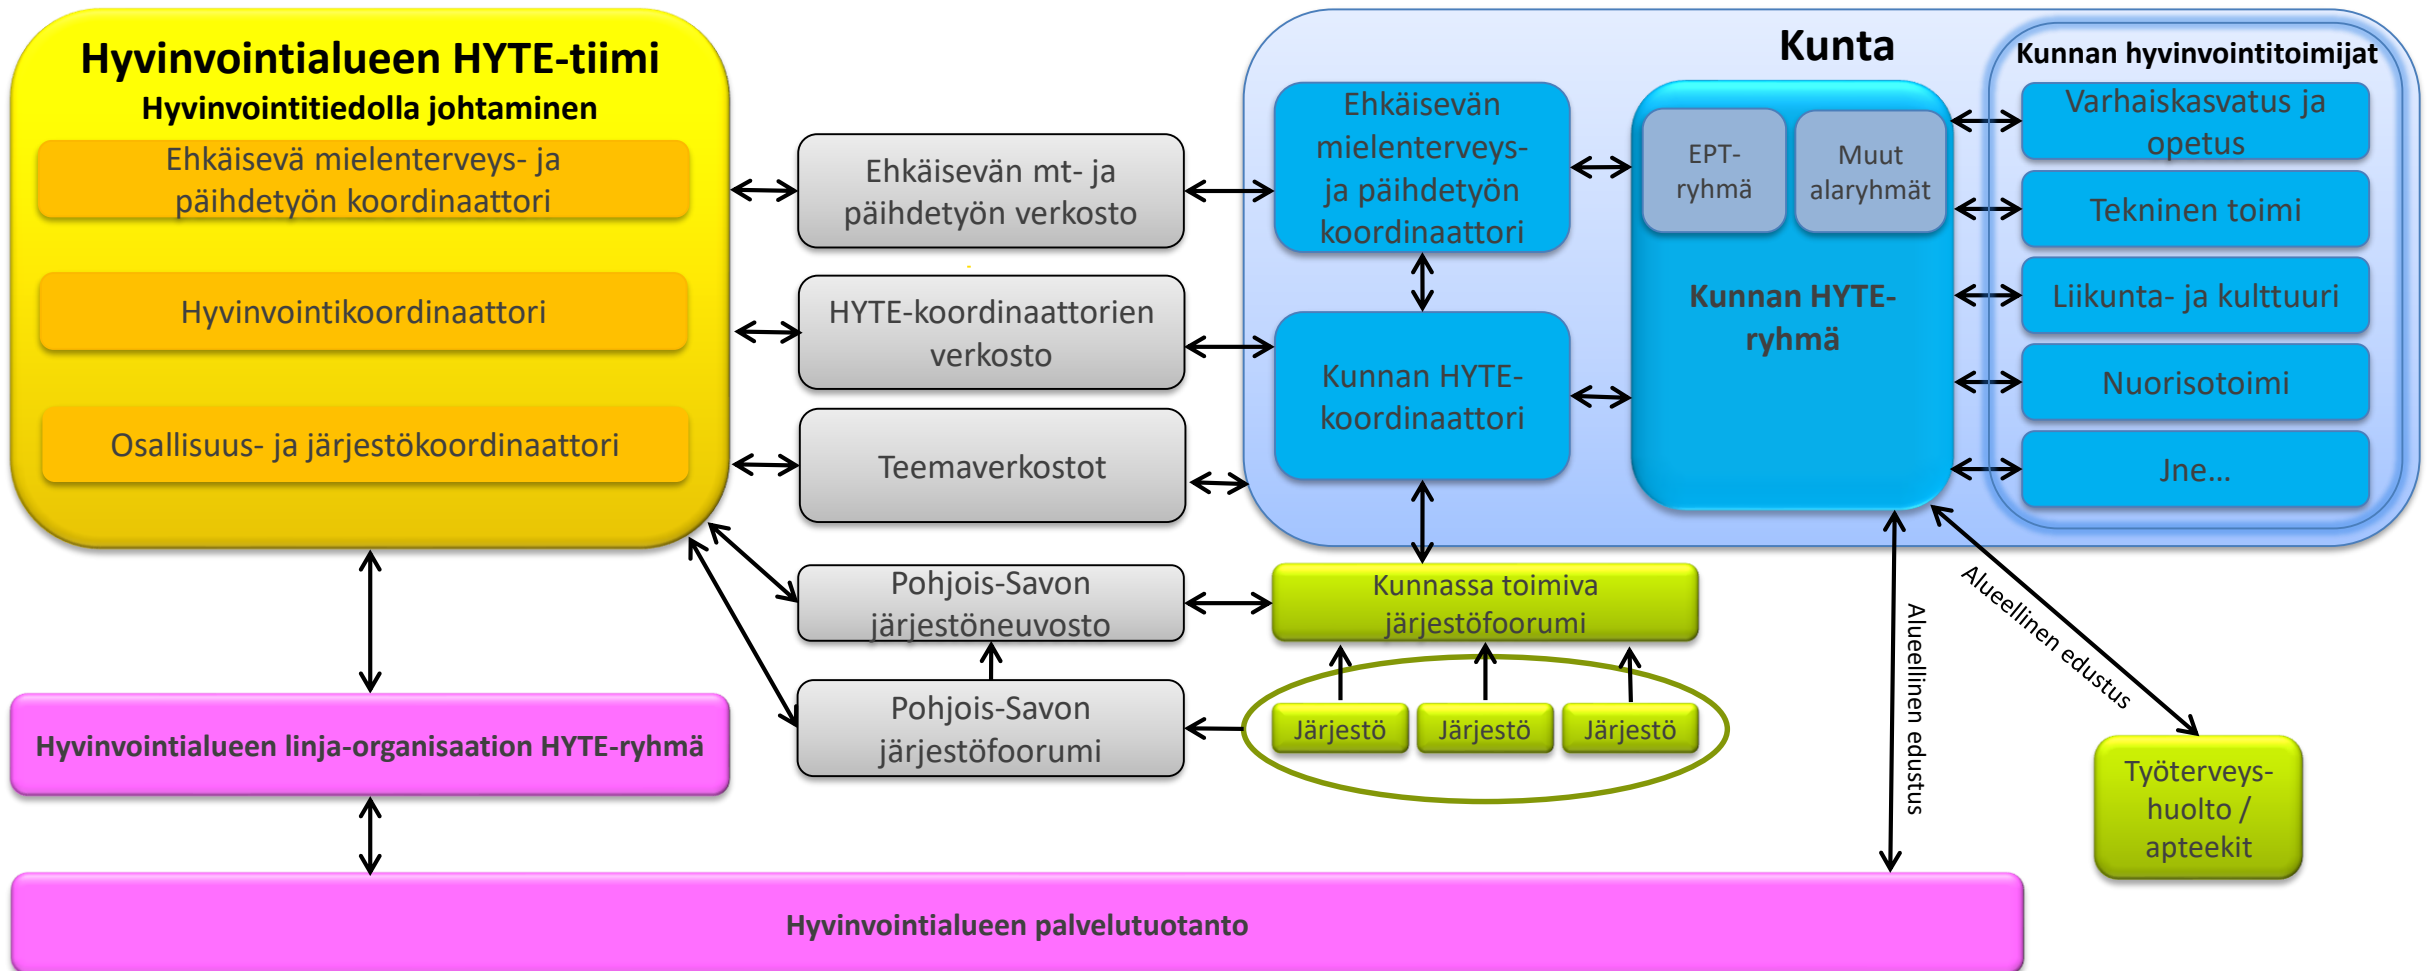 Hyvinvointialueen HYTE-tiimi
Hyvinvointitiedolla johtaminen
Ehkäisevä mielenterveys- ja
päihdetyön koordinaattori
Hyvinvointikoordinaattori
Osallisuus- ja järjestökoordinaattori
Ehkäisevän mt- ja
päihdetyön verkosto
HYTE-koordinaattorien
verkosto
Teemaverkostot
Pohjois-Savon
järjestöneuvosto
Pohjois-Savon
järjestöfoorumi
Kunta
Ehkäisevän
mielenterveys-
ja päihdetyön
koordinaattori
Kunnan HYTE-
koordinaattori
EPT-
ryhmä
Muut
alaryhmät
Kunnan HYTE-
ryhmä
Kunnan hyvinvointitoimijat
Varhaiskasvatus ja
opetus
Tekninen toimi
Liikunta- ja kulttuuri
Nuorisotoimi
Jne...
Kunnassa toimiva
järjestöfoorumi
Järjestö
Järjestö
Järjestö
Alueellinen edustus
Alueellinen edustus
Työterveys-
huolto /
apteekit
Hyvinvointialueen linja-organisaation HYTE-ryhmä
Hyvinvointialueen palvelutuotanto